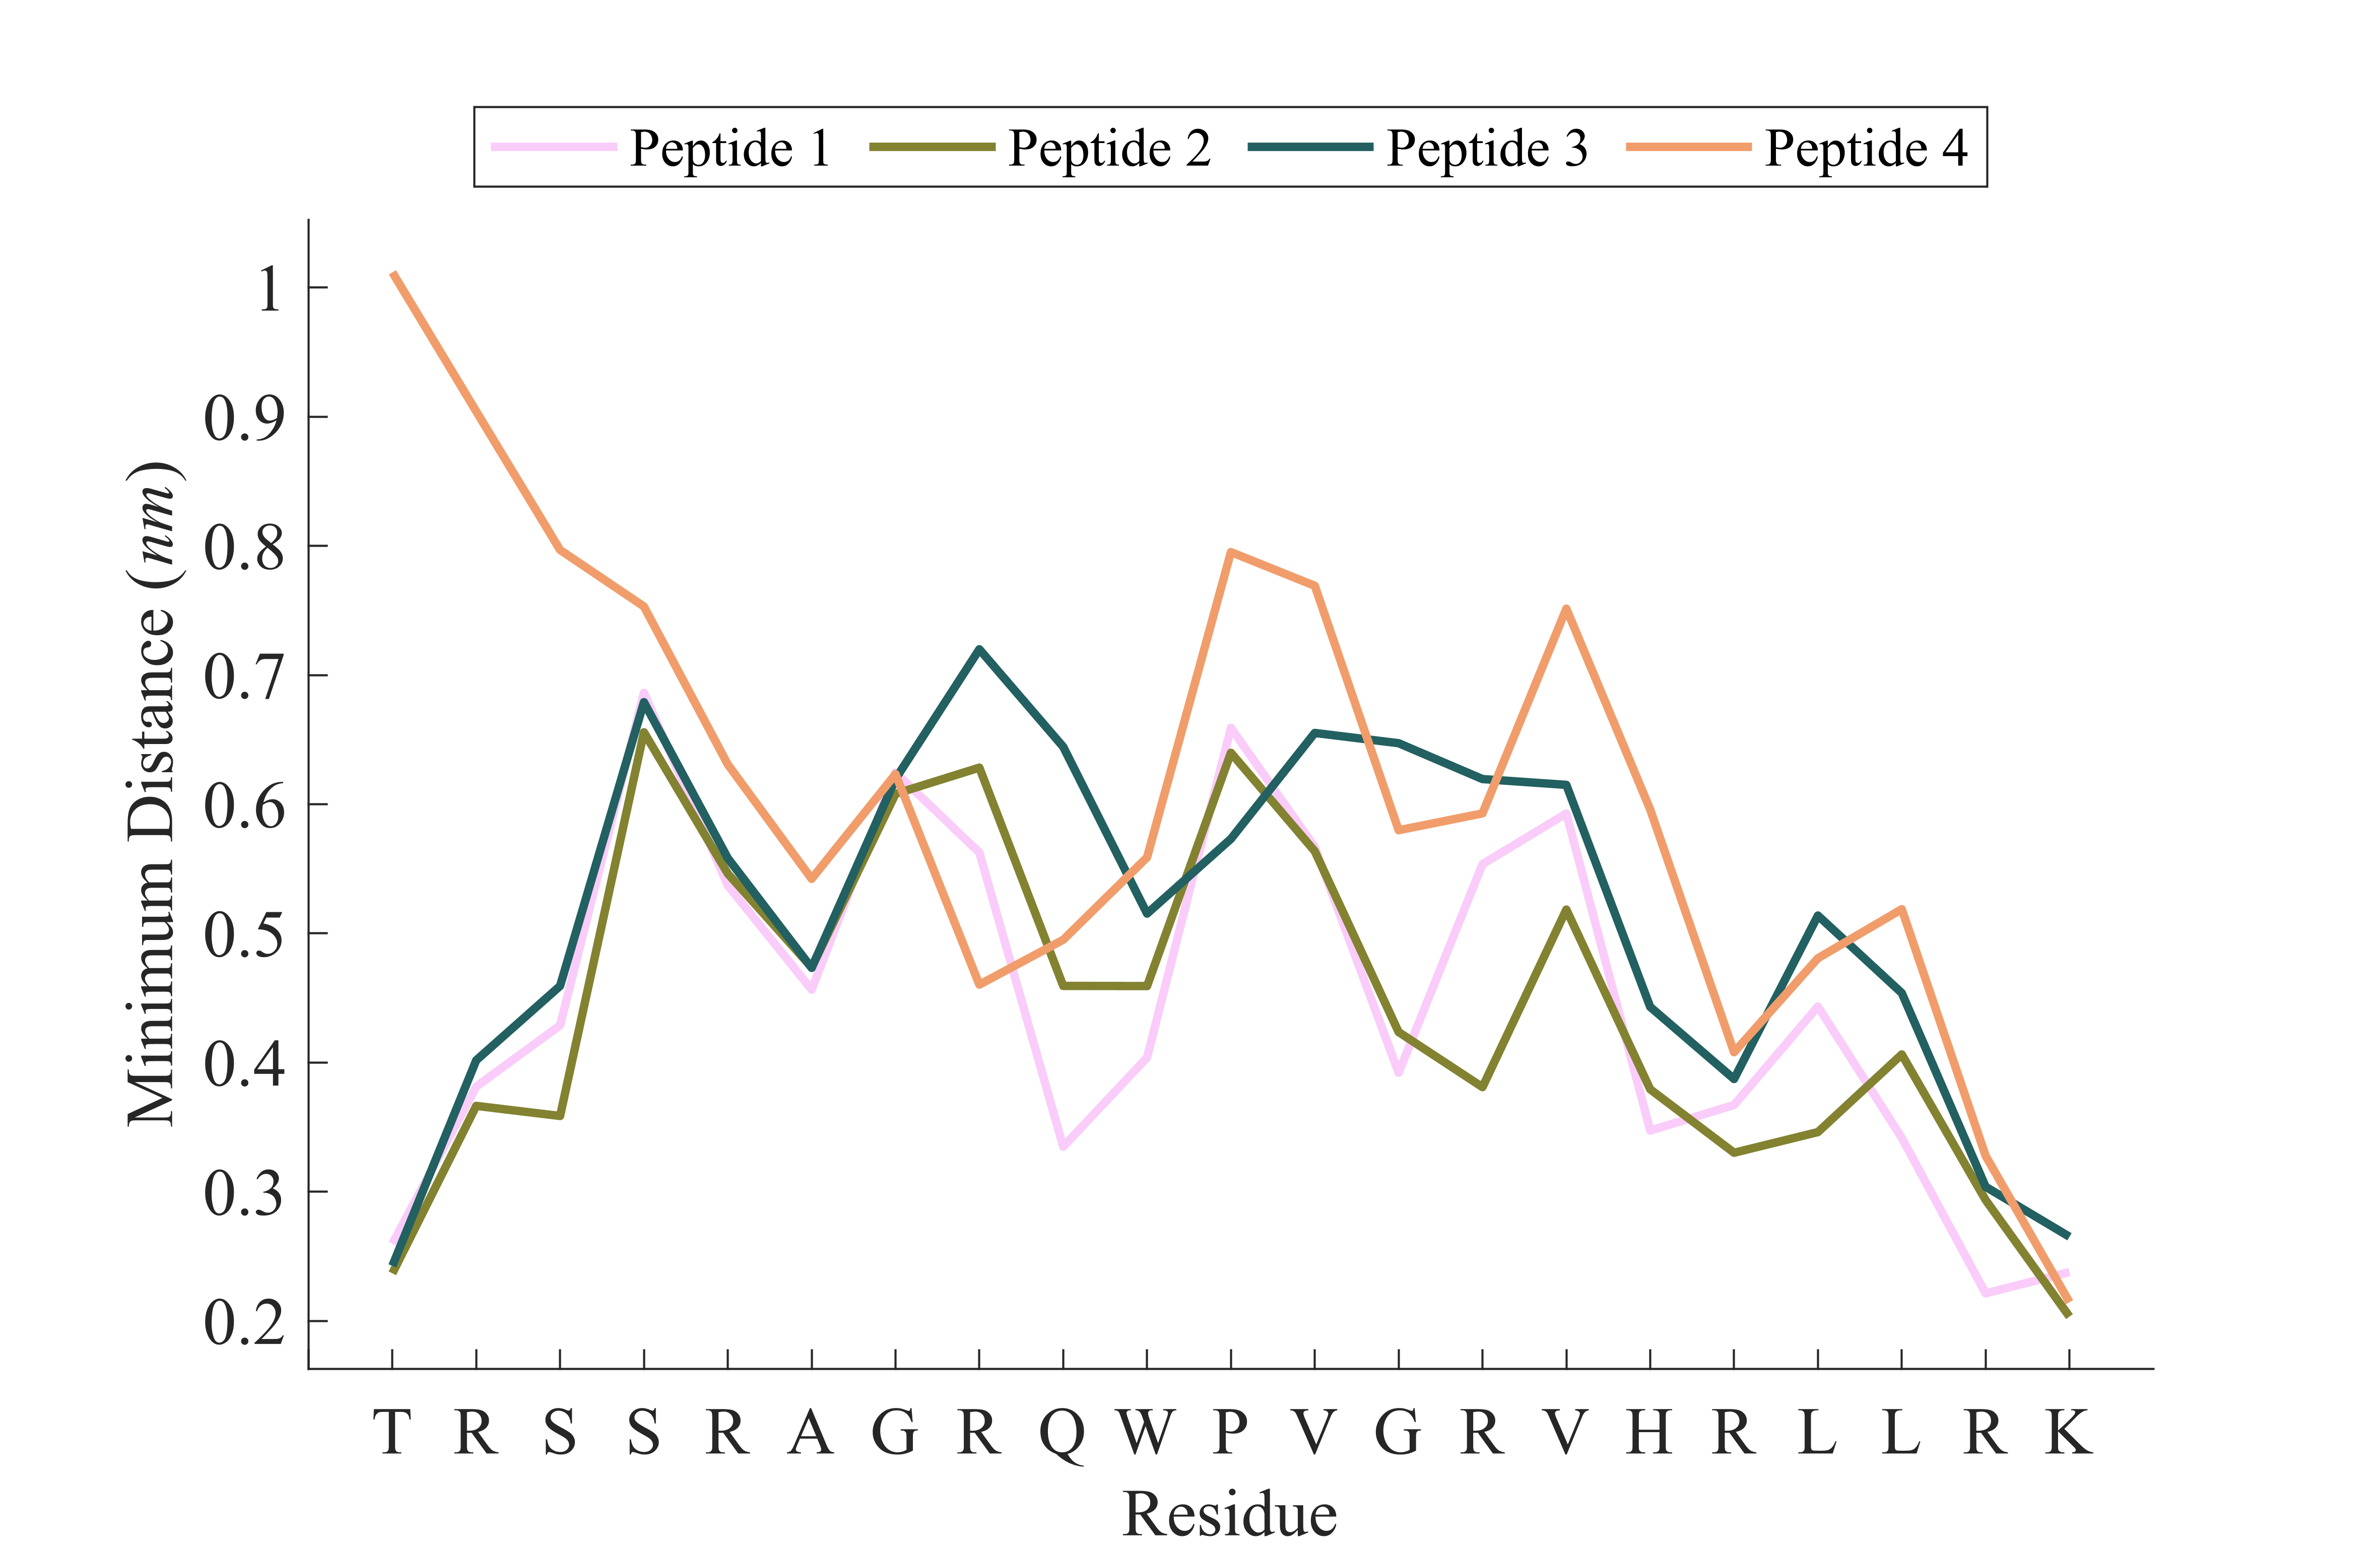 Peptide 1 Peptide 2 Peptide 3 Peptide 4
1
0.9
0.8
0.7
0.6
0.5
0.4
0.3
0.2
Minimum Distance (nm)
T R S S R A G R Q W P V G R V H R L L R K
Residue